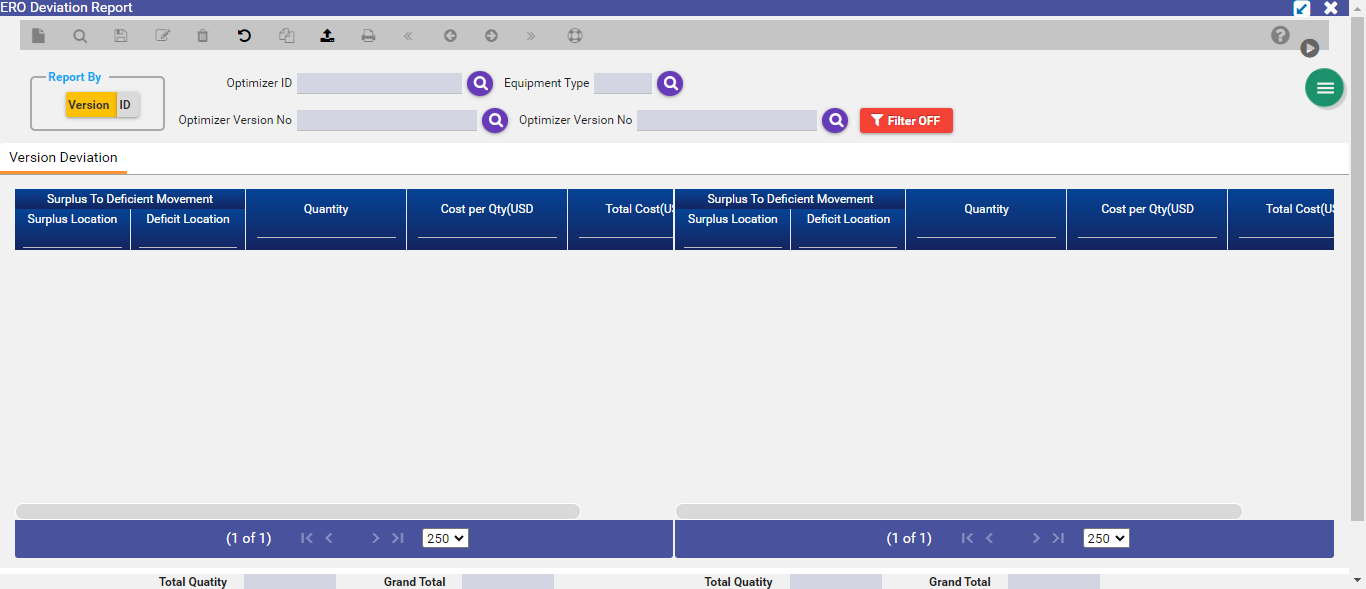 ERO Deviation Report
Report By
Version ID
Optimizer ID
Equipment Type
Optimizer Version No
Optimizer Version No
Filter OFF
Version Deviation
Surplus To Deficient Movement
Surplus Location
Deficit Location
Quantity
Cost per Qty(USD
Total Cost(US
Surplus To Deficient Movement
Surplus Location
Deficit Location
Quantity
Cost per Qty(USD
Total Cost(US
(1 of 1)
250
(1 of 1)
250
Total Quatity
Grand Total
Total Quatity
Grand Total